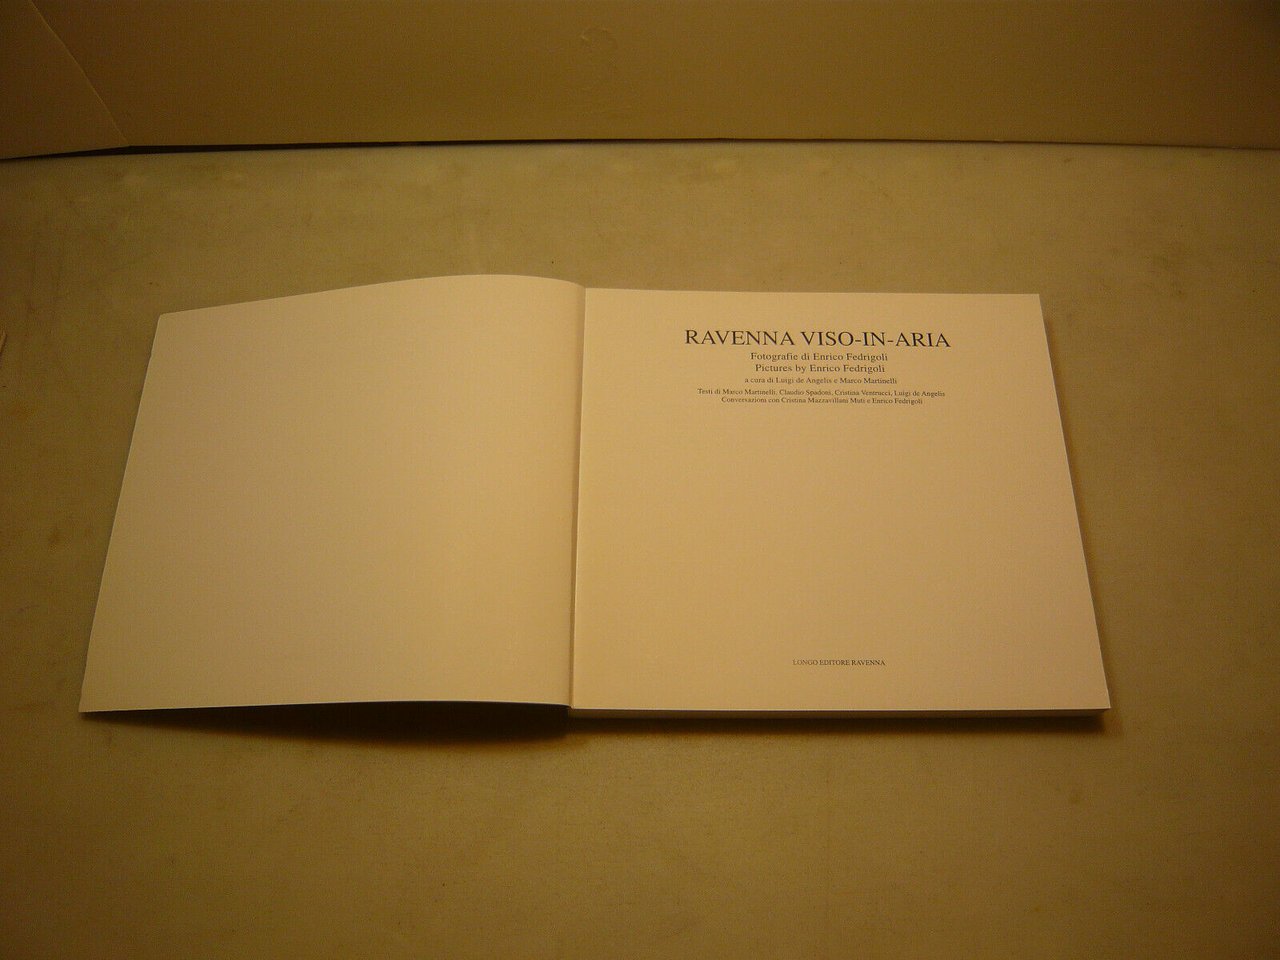 RAVENNA VISO-IN-ARIA
Fotografie di Enrico Fedrigoli
Pictures by Enrico Fedrigoli
a cura di Luigi de Angelis e Marco Martinelli
Testi di Marco Martinelli, Claudio Spadoni, Cristina Ventrucci, Luigi de Angelis
Conversazioni con Cristina Mazzavillani Muti e Enrico Fedrigoli
LONGO EDITORE RAVENNA